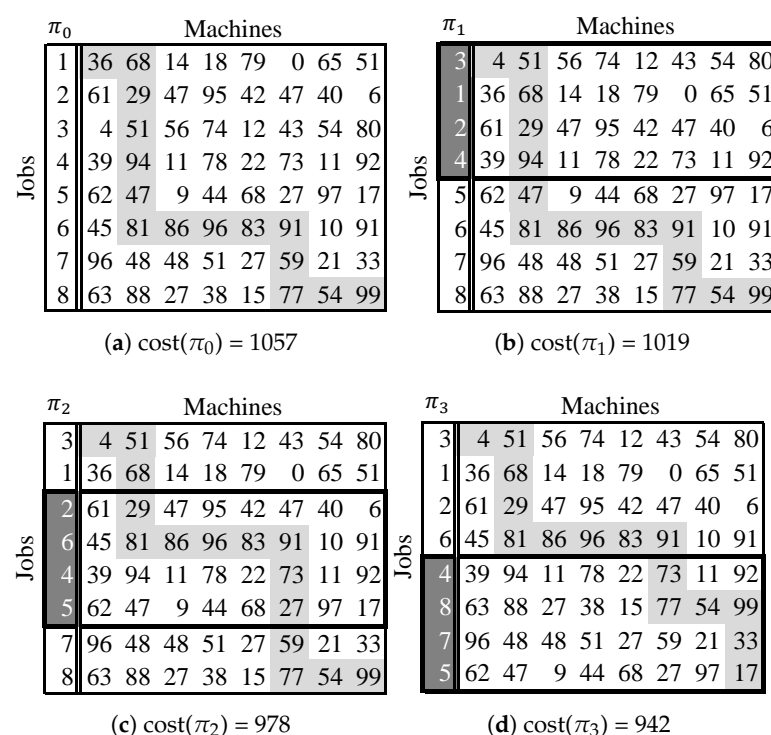 π0 Machines
Jobs
1 36 68 14 18 79 0 65 51
2 61 29 47 95 42 47 40 6
3 4 51 56 74 12 43 54 80
4 39 94 11 78 22 73 11 92
5 62 47 9 44 68 27 97 17
6 45 81 86 96 83 91 10 91
7 96 48 48 51 27 59 21 33
8 63 88 27 38 15 77 54 99
(a) cost(π0) = 1057
π1 Machines
Jobs
3 4 51 56 74 12 43 54 80
1 36 68 14 18 79 0 65 51
2 61 29 47 95 42 47 40 6
4 39 94 11 78 22 73 11 92
5 62 47 9 44 68 27 97 17
6 45 81 86 96 83 91 10 91
7 96 48 48 51 27 59 21 33
8 63 88 27 38 15 77 54 99
(b) cost(π1) = 1019
π2 Machines
Jobs
3 4 51 56 74 12 43 54 80
1 36 68 14 18 79 0 65 51
2 61 29 47 95 42 47 40 6
6 45 81 86 96 83 91 10 91
4 39 94 11 78 22 73 11 92
5 62 47 9 44 68 27 97 17
7 96 48 48 51 27 59 21 33
8 63 88 27 38 15 77 54 99
(c) cost(π2) = 978
π3 Machines
Jobs
3 4 51 56 74 12 43 54 80
1 36 68 14 18 79 0 65 51
2 61 29 47 95 42 47 40 6
6 45 81 86 96 83 91 10 91
4 39 94 11 78 22 73 11 92
8 63 88 27 38 15 77 54 99
7 96 48 48 51 27 59 21 33
5 62 47 9 44 68 27 97 17
(d) cost(π3) = 942